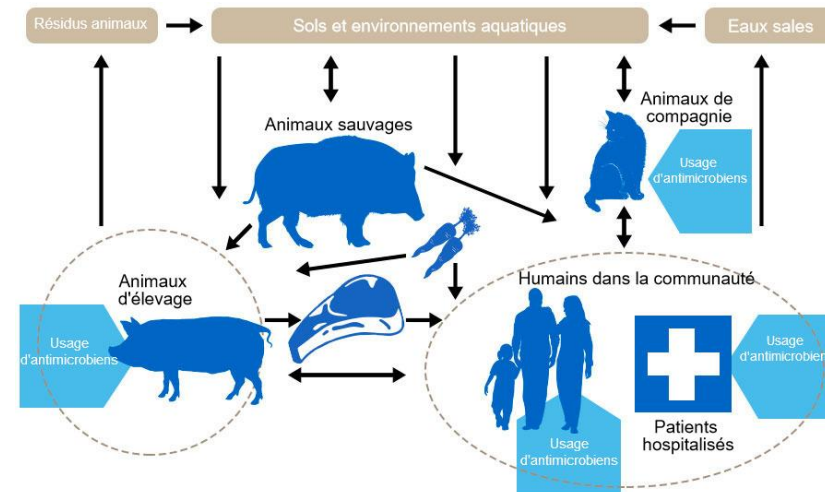 Résidus animaux
Sols et environnements aquatiques
Eaux sales
Animaux sauvages
Animaux de
compagnie
Usage
d'antimicrobiens
Animaux
d'élevage
Usage
d'antimicrobiens
Humains dans la communauté
Usage
d'antimicrobien
Patients
hospitalisés
Usage
d'antimicrobiens